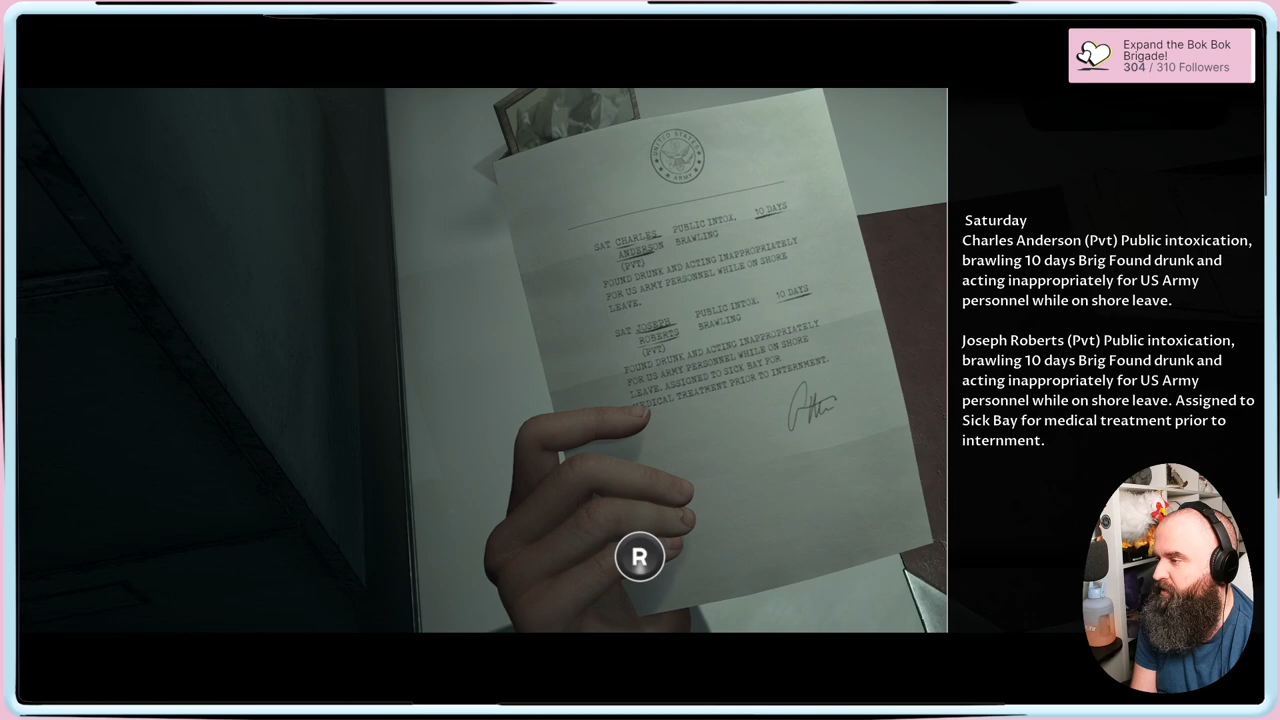 Expand the Bok Bok
Brigade!
304 / 310 Followers
UNITED STATES
ARMY
SAT CHARLES PUBLIC INTOX. 10 DAYS
ANDERSON BRAWLING
(PVT)
FOUND DRUNK AND ACTING INAPPROPRIATELY
FOR US ARMY PERSONNEL WHILE ON SHORE
LEAVE.
SAT JOSEPH PUBLIC INTOX. 10 DAYS
ROBERTS BRAWLING
(PVT)
FOUND DRUNK AND ACTING INAPPROPRIATELY
FOR US ARMY PERSONNEL WHILE ON SHORE
LEAVE. ASSIGNED TO SICK BAY FOR
MEDICAL TREATMENT PRIOR TO INTERNMENT.
R
Saturday
Charles Anderson (Pvt) Public intoxication,
brawling 10 days Brig Found drunk and
acting inappropriately for US Army
personnel while on shore leave.
Joseph Roberts (Pvt) Public intoxication,
brawling 10 days Brig Found drunk and
acting inappropriately for US Army
personnel while on shore leave. Assigned to
Sick Bay for medical treatment prior to
internment.